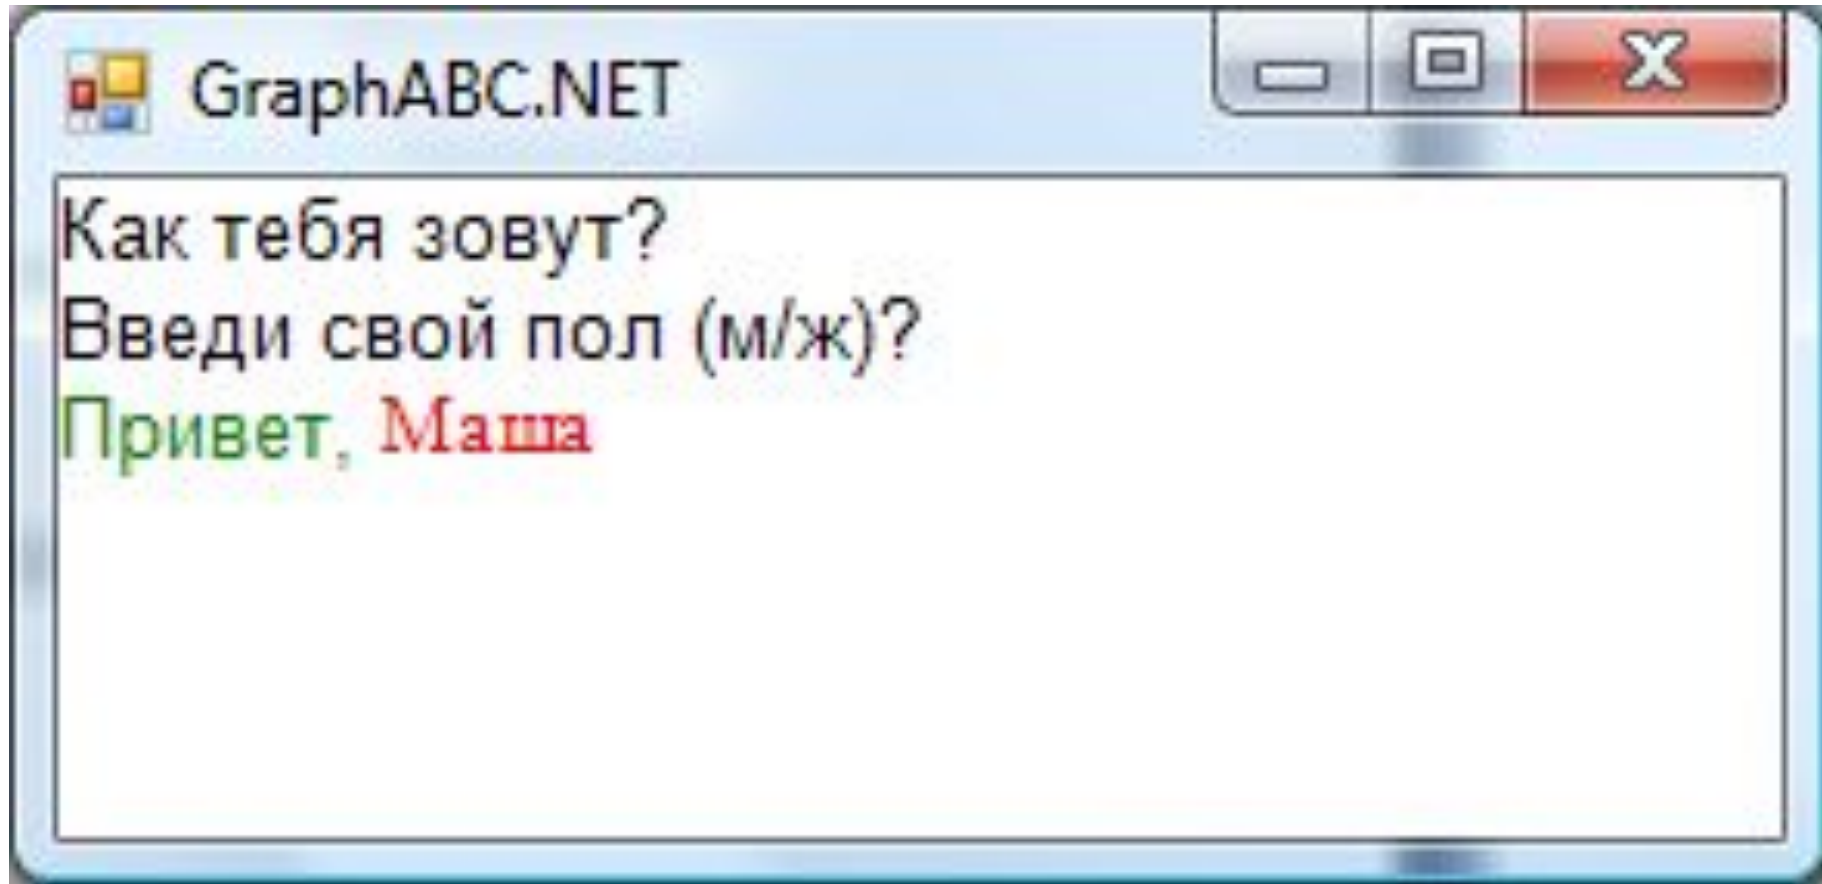 GraphABC.NET
Как тебя зовут?
Введи свой пол (м/ж)?
Привет, Маша